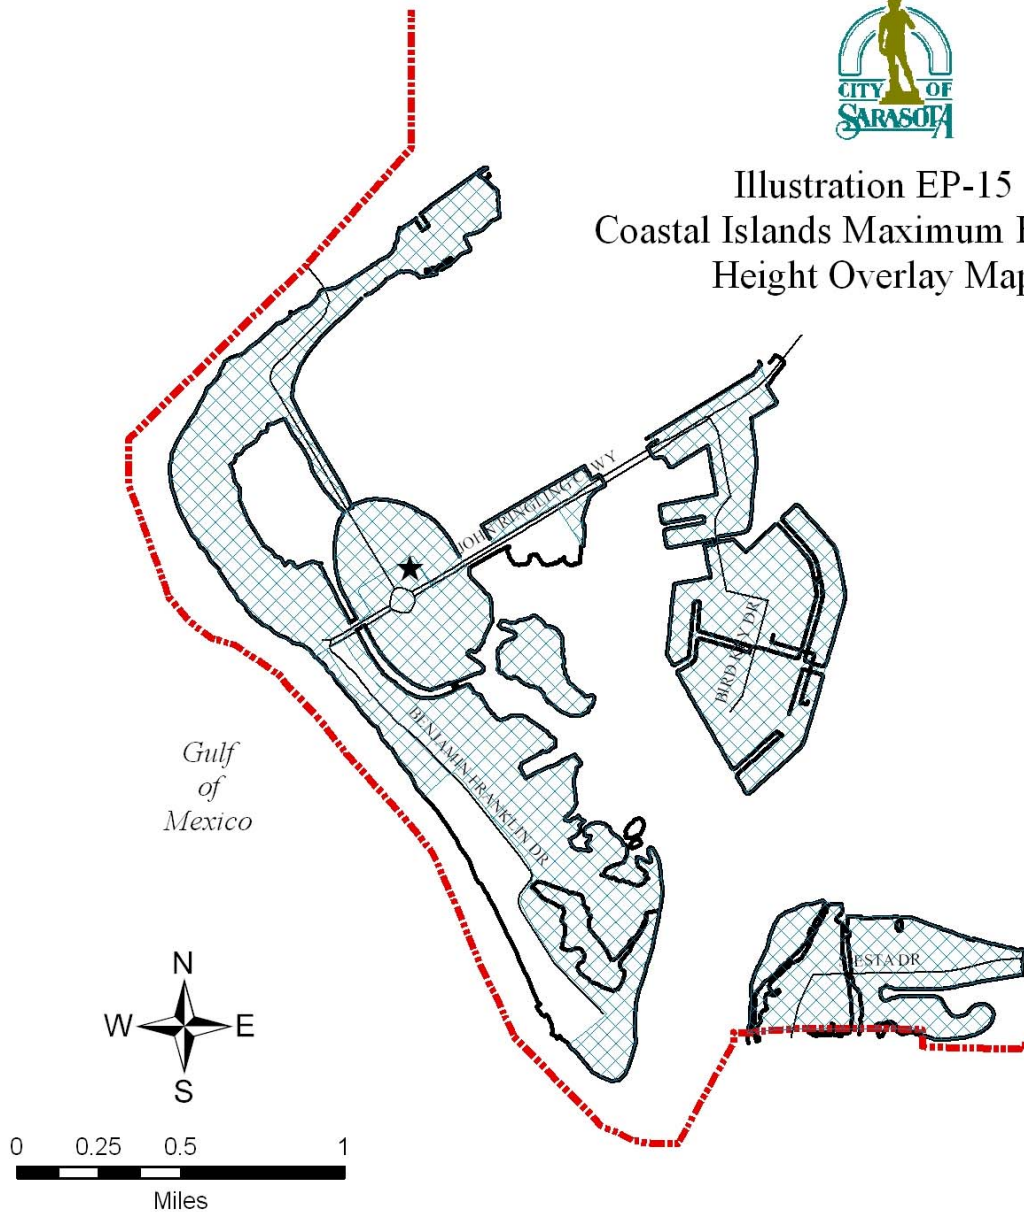 CITY OF
SARASOTA
Illustration EP-15
Coastal Islands Maximum
Height Overlay Map
JOHN RINGLING C WY
BIRD KEY DR
BENJAMIN FRANKLIN DR
Gulf
of
Mexico
ESTA DR
N
W E
S
0 0.25 0.5 1
Miles